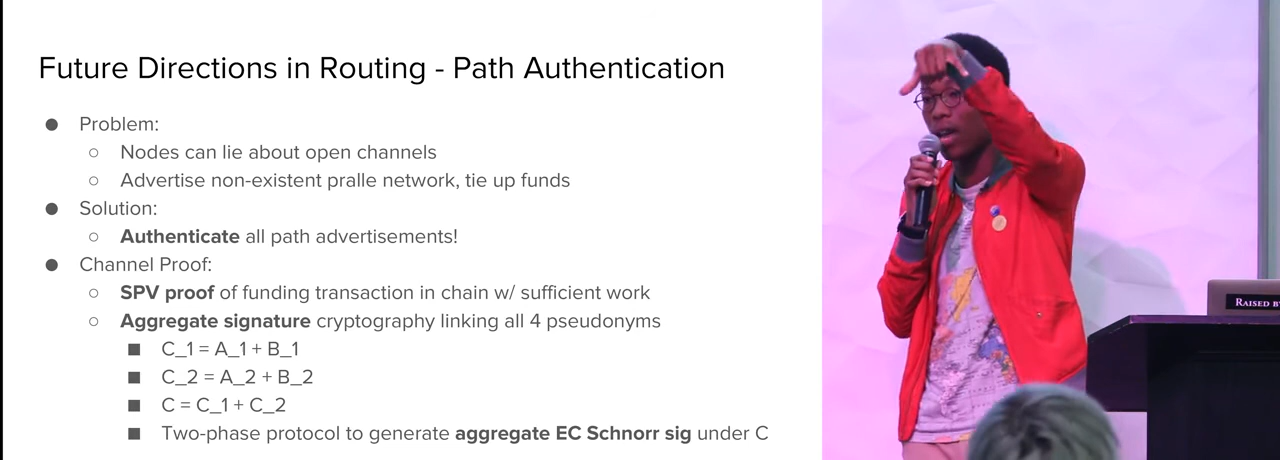 Future Directions in Routing - Path Authentication
● Problem:
○ Nodes can lie about open channels
○ Advertise non-existent pralle network, tie up funds
● Solution:
○ Authenticate all path advertisements!
● Channel Proof:
○ SPV proof of funding transaction in chain w/ sufficient work
○ Aggregate signature cryptography linking all 4 pseudonyms
■ C_1 = A_1 + B_1
■ C_2 = A_2 + B_2
■ C = C_1 + C_2
■ Two-phase protocol to generate aggregate EC Schnorr sig under C
RAISED